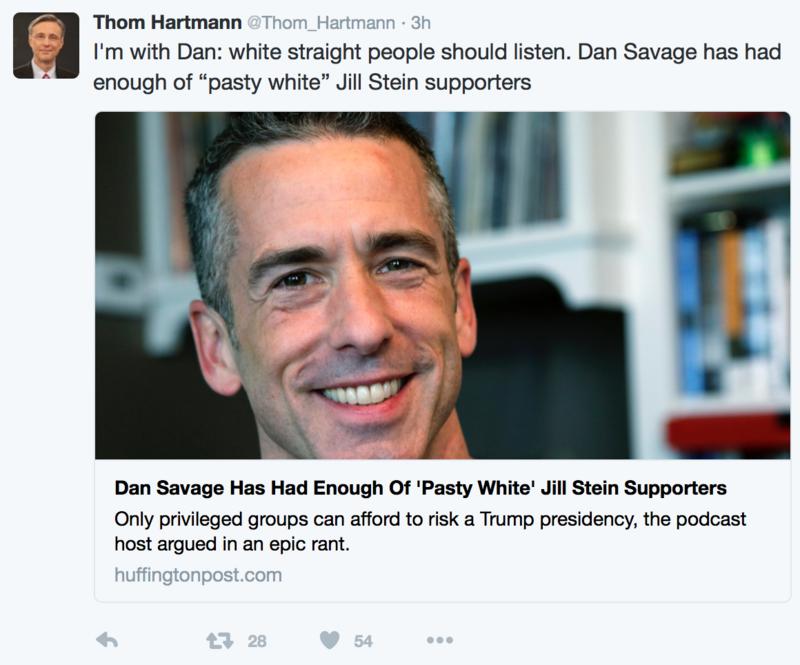 Thom Hartmann @Thom_Hartmann · 3h
I'm with Dan: white straight people should listen. Dan Savage has had
enough of “pasty white” Jill Stein supporters
Dan Savage Has Had Enough Of 'Pasty White' Jill Stein Supporters
Only privileged groups can afford to risk a Trump presidency, the podcast
host argued in an epic rant.
huffingtonpost.com
28 54